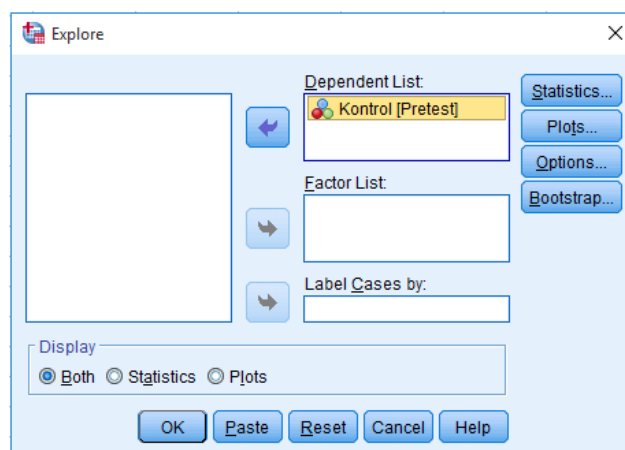 Explore
Dependent List:
Kontrol [Pretest]
Factor List:
Label Cases by:
Statistics...
Plots...
Options...
Bootstrap...
Display
Both Statistics Plots
OK Paste Reset Cancel Help